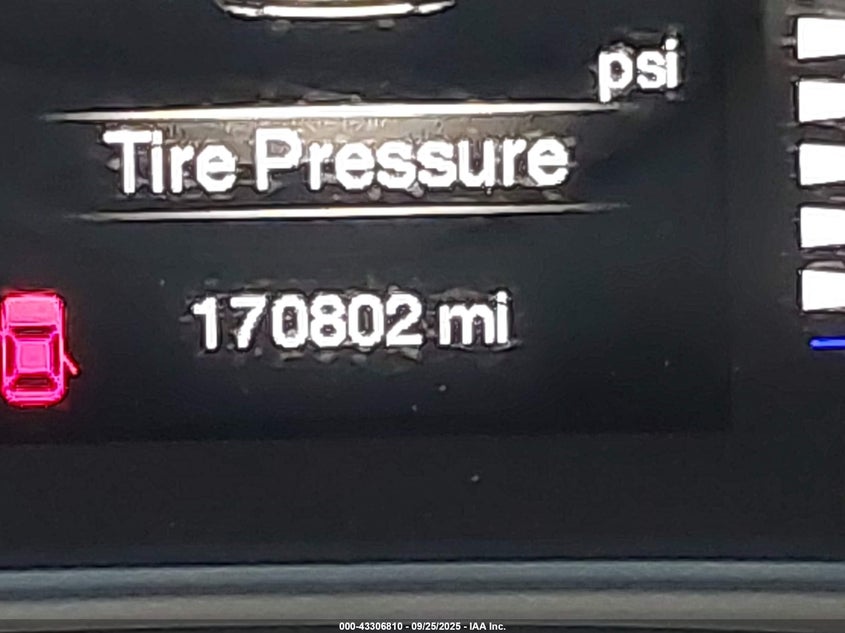 psi
Tire Pressure
170802 mi
000-43306810 - 09/25/2025 - IAA Inc.